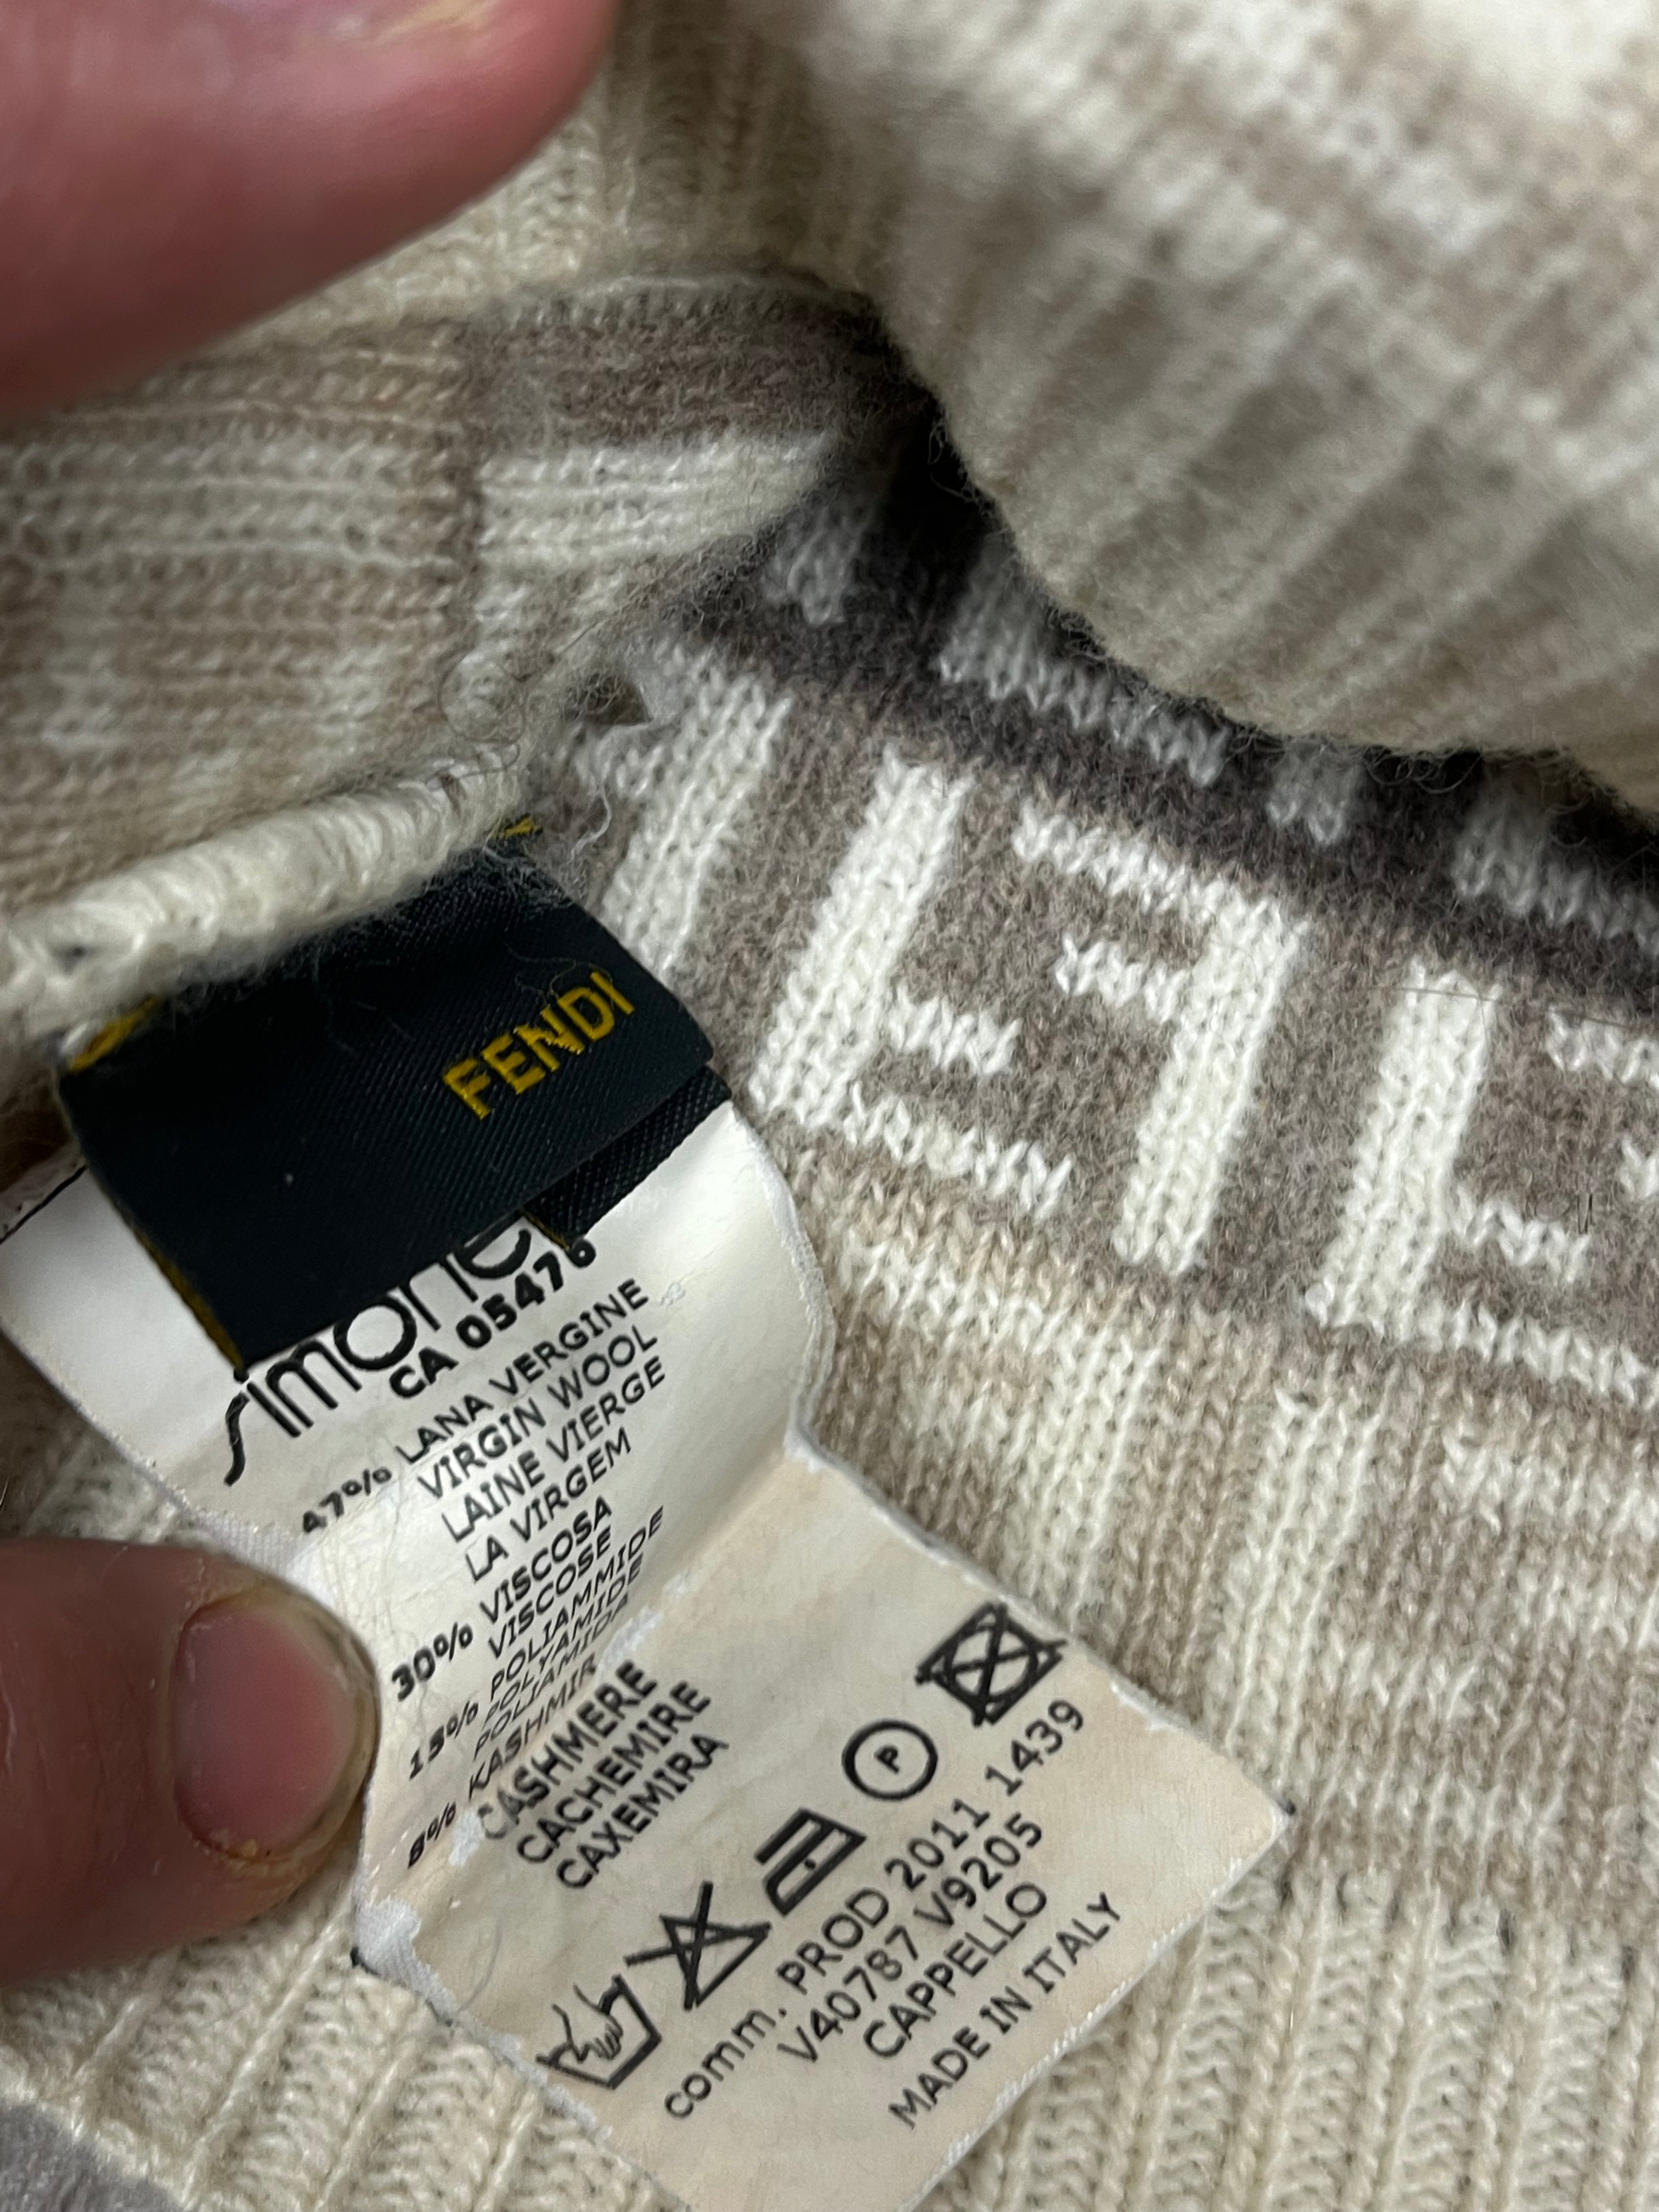 FENDI
simone
CA 05476
47% LANA VERGINE
VIRGIN WOOL
LAINE VIERGE
LA VIRGEM
30% VISCOSA
VISCOSE
15% POLIAMMIDE
POLYAMIDE
POLIAMIDA
8% KASHMIR
CASHMERE
CACHEMIRE
CAXEMIRA
P
comm. PROD 2011 1439
V40787 V9205
CAPPELLO
MADE IN ITALY